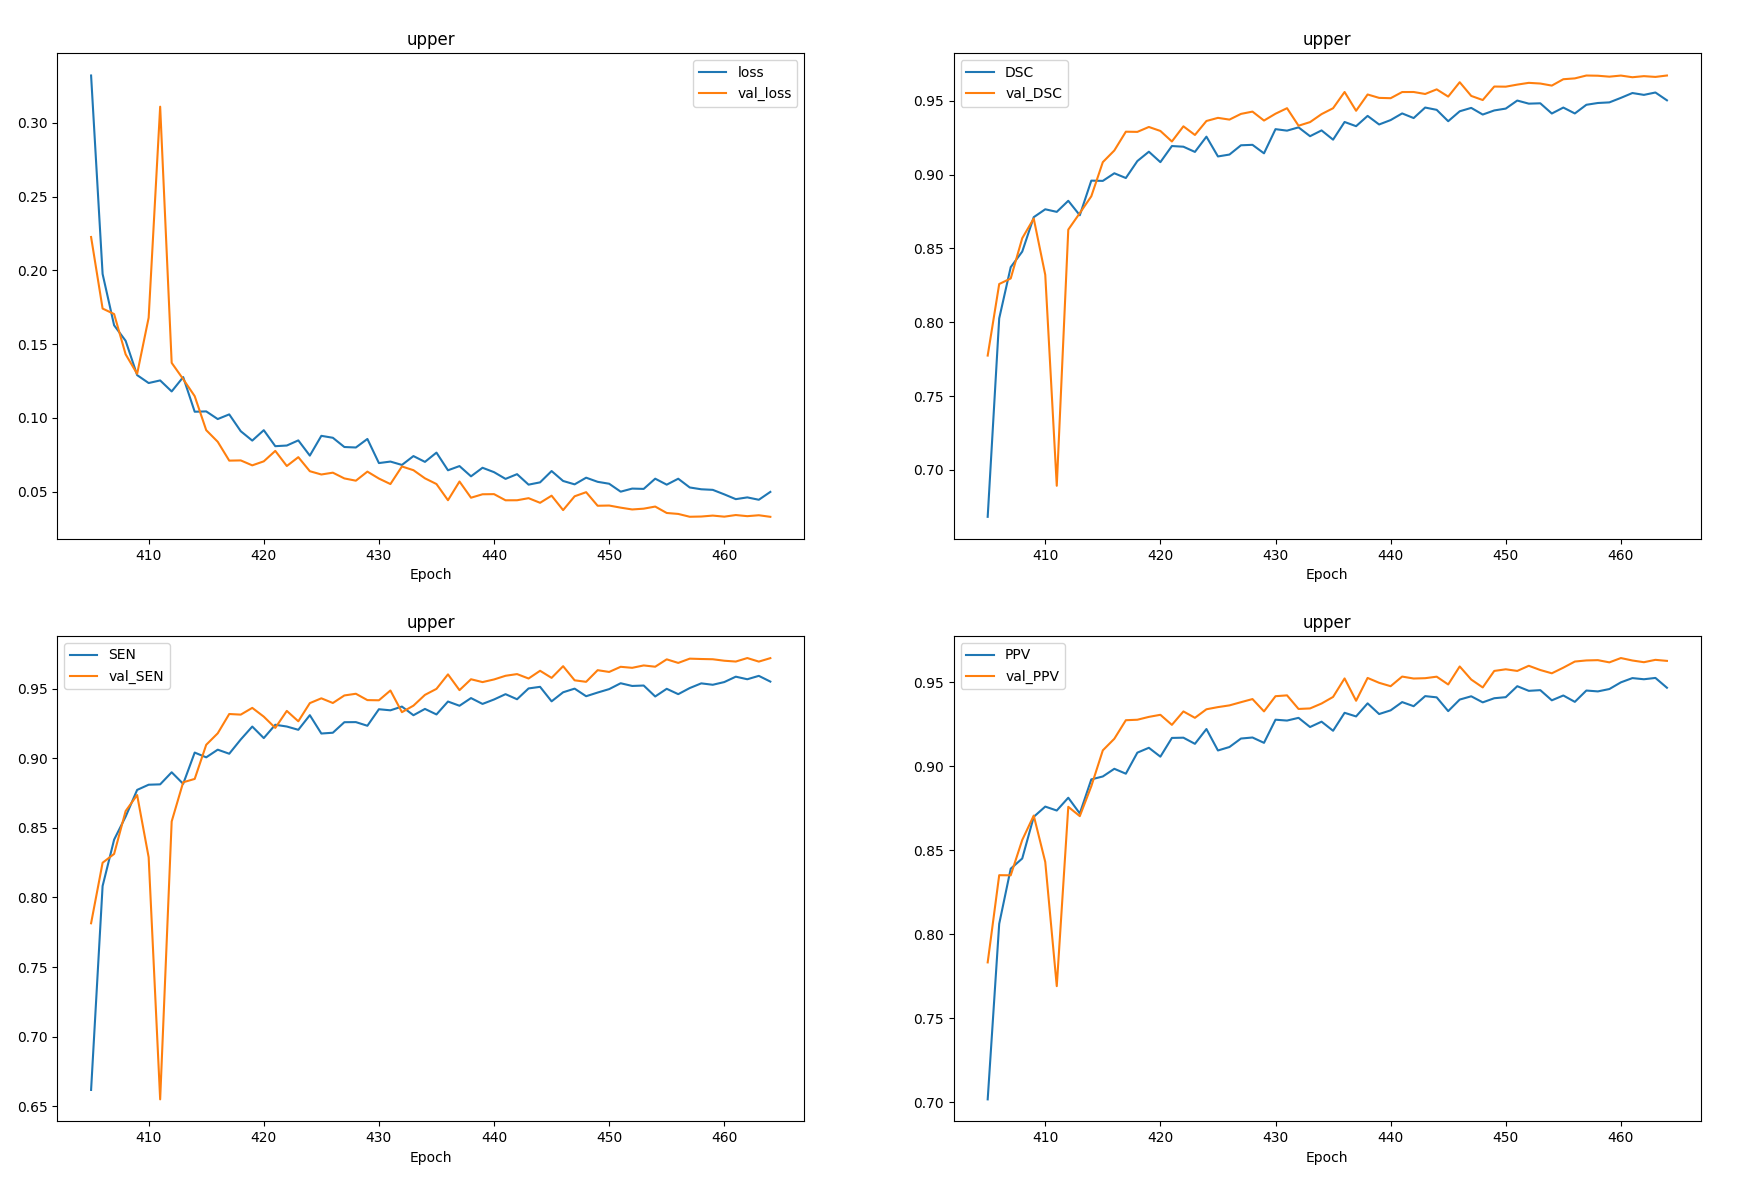 upper
loss
val_loss
0.30
0.25
0.20
0.15
0.10
0.05
410 420 430 440 450 460
Epoch
upper
DSC
val_DSC
0.95
0.90
0.85
0.80
0.75
0.70
410 420 430 440 450 460
Epoch
upper
SEN
val_SEN
0.95
0.90
0.85
0.80
0.75
0.70
0.65
410 420 430 440 450 460
Epoch
upper
PPV
val_PPV
0.95
0.90
0.85
0.80
0.75
0.70
410 420 430 440 450 460
Epoch